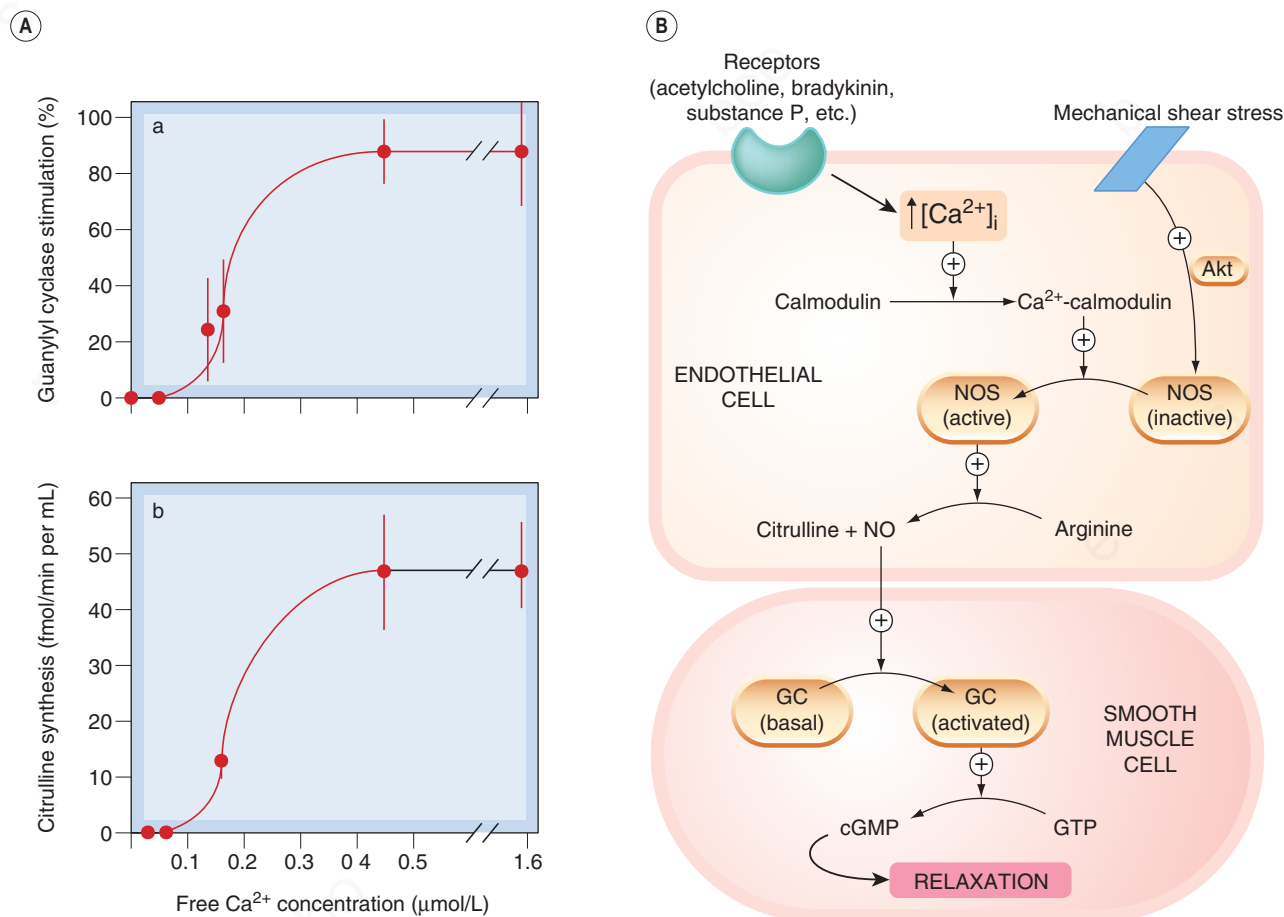 A
Guanylyl cyclase stimulation (%)
100
80
60
40
20
0
a
Citrulline synthesis (fmol/min per mL)
60
50
40
30
20
10
0
b
0.1 0.2 0.3 0 4 0.5 1.6
Free Ca²⁺ concentration (µmol/L)
B
Receptors
(acetylcholine, bradykinin,
substance P, etc.)
Mechanical shear stress
↑[Ca²⁺]i
+
+
Akt
Calmodulin
Ca²⁺-calmodulin
+
ENDOTHELIAL
CELL
NOS
(active)
NOS
(inactive)
+
Citrulline + NO
Arginine
+
GC
(basal)
GC
(activated)
SMOOTH
MUSCLE
CELL
+
cGMP
GTP
RELAXATION